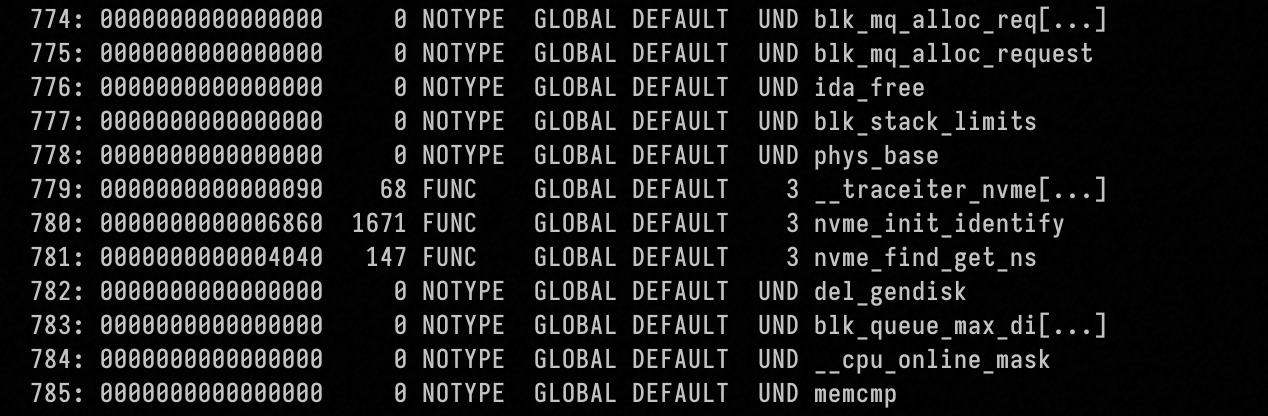 774: 0000000000000000     0 NOTYPE  GLOBAL DEFAULT  UND blk_mq_alloc_req[...]
775: 0000000000000000     0 NOTYPE  GLOBAL DEFAULT  UND blk_mq_alloc_request
776: 0000000000000000     0 NOTYPE  GLOBAL DEFAULT  UND ida_free
777: 0000000000000000     0 NOTYPE  GLOBAL DEFAULT  UND blk_stack_limits
778: 0000000000000000     0 NOTYPE  GLOBAL DEFAULT  UND phys_base
779: 0000000000000090    68 FUNC    GLOBAL DEFAULT    3 __traceiter_nvme[...]
780: 0000000000006860  1671 FUNC    GLOBAL DEFAULT    3 nvme_init_identify
781: 0000000000004040   147 FUNC    GLOBAL DEFAULT    3 nvme_find_get_ns
782: 0000000000000000     0 NOTYPE  GLOBAL DEFAULT  UND del_gendisk
783: 0000000000000000     0 NOTYPE  GLOBAL DEFAULT  UND blk_queue_max_di[...]
784: 0000000000000000     0 NOTYPE  GLOBAL DEFAULT  UND __cpu_online_mask
785: 0000000000000000     0 NOTYPE  GLOBAL DEFAULT  UND memcmp